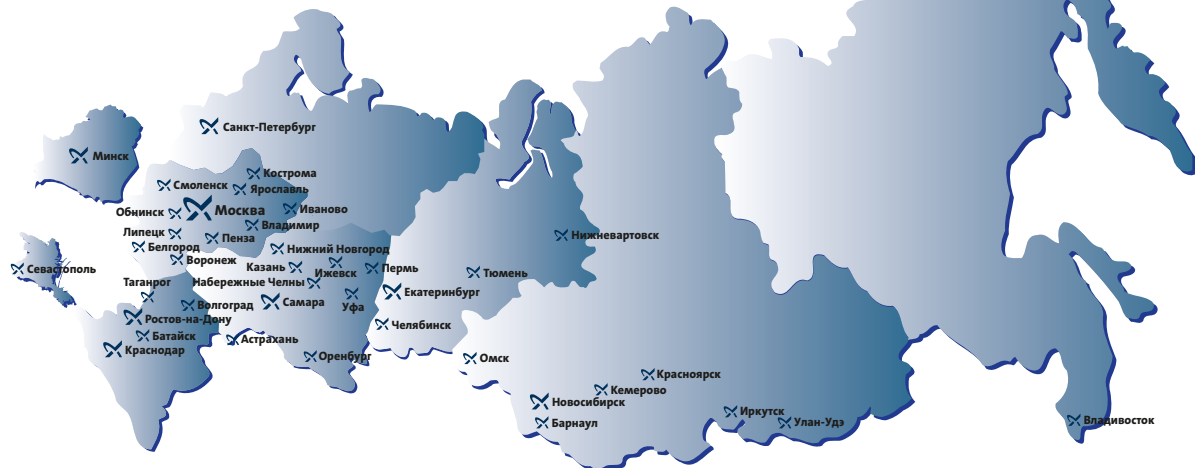 Санкт-Петербург
Минск
Кострома
Смоленск
Ярославль
Обнинск
Москва
Иваново
Владимир
Липецк
Пенза
Нижневартовск
Белгород
Нижний Новгород
Воронеж
Казань
Ижевск
Пермь
Севастополь
Тюмень
Таганрог
Набережные Челны
Екатеринбург
Волгоград
Самара
Уфа
Ростов-на-Дону
Челябинск
Батайск
Астрахань
Краснодар
Оренбург
Омск
Красноярск
Кемерово
Новосибирск
Иркутск
Барнаул
Улан-Удэ
Владивосток